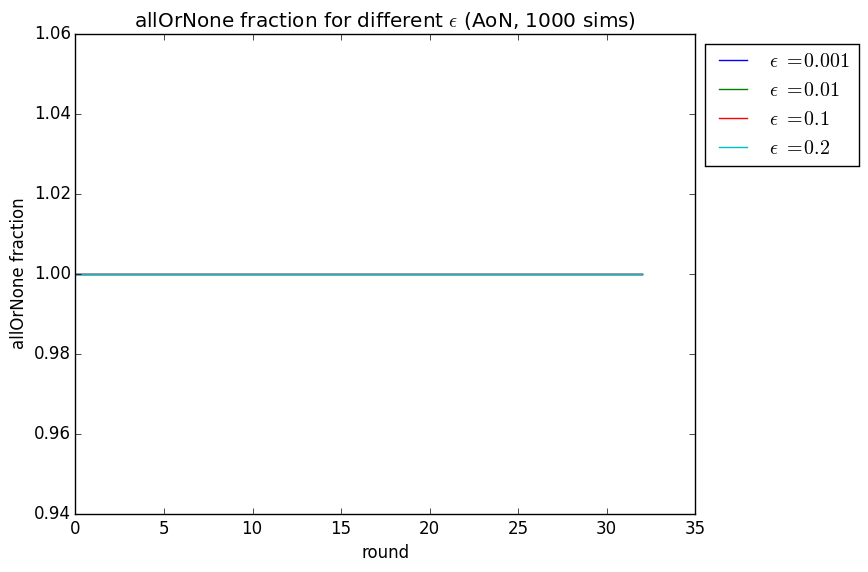 allOrNone fraction for different ϵ (AoN, 1000 sims)
1.06
1.04
1.02
1.00
0.98
0.96
0.94
allOrNone fraction
0 5 10 15 20 25 30 35
round
ϵ =0.001
ϵ =0.01
ϵ =0.1
ϵ =0.2